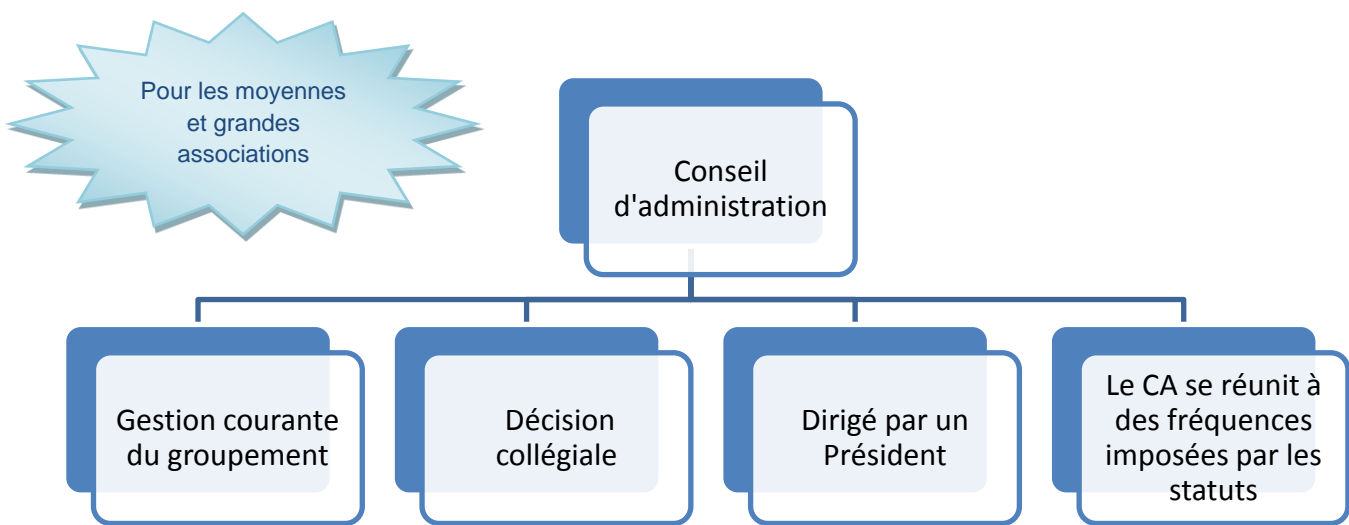 Pour les moyennes
et grandes
associations
Conseil
d'administration
Gestion courante
du groupement
Décision
collégiale
Dirigé par un
Président
Le CA se réunit à
des fréquences
imposées par les
statuts